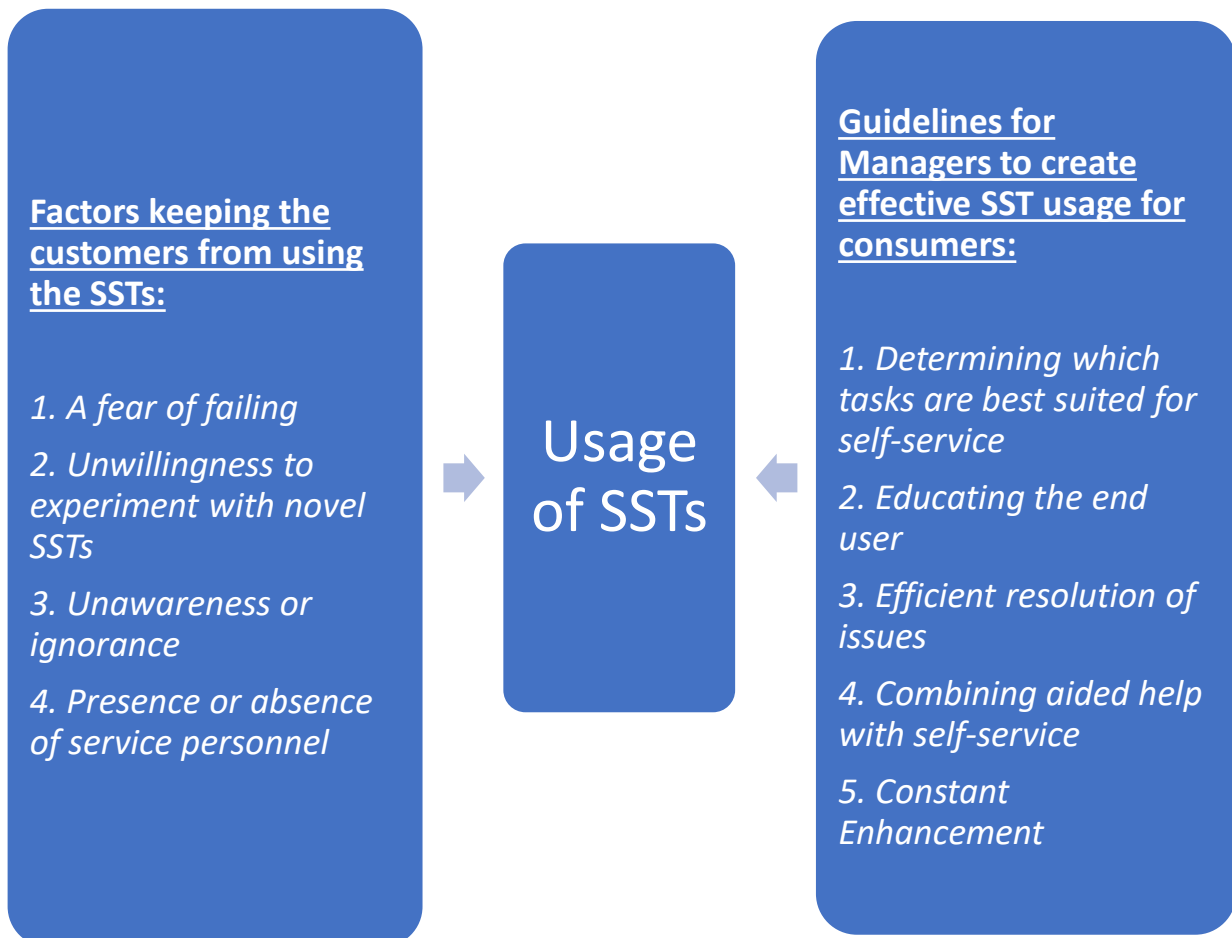 Factors keeping the
customers from using
the SSTs:
1. A fear of failing
2. Unwillingness to
experiment with novel
SSTs
3. Unawareness or
ignorance
4. Presence or absence
of service personnel
Usage
of SSTs
Guidelines for
Managers to create
effective SST usage for
consumers:
1. Determining which
tasks are best suited for
self-service
2. Educating the end
user
3. Efficient resolution of
issues
4. Combining aided help
with self-service
5. Constant
Enhancement